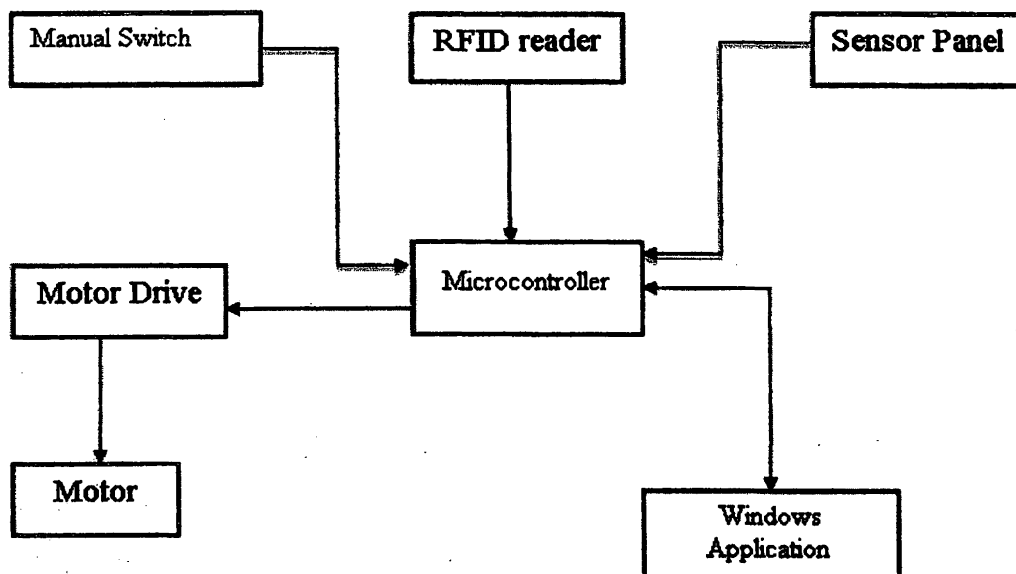 Manual Switch
RFID reader
Sensor Panel
Microcontroller
Motor Drive
Motor
Windows
Application